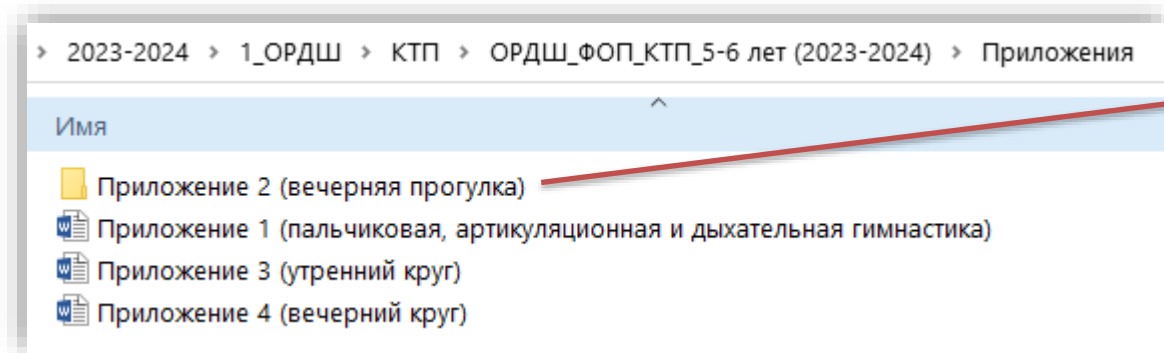 › 2023-2024 › 1_ОРДШ › КТП › ОРДШ_ФОП_КТП_5-6 лет (2023-2024) › Приложения
Имя
Приложение 2 (вечерняя прогулка)
Приложение 1 (пальчиковая, артикуляционная и дыхательная гимнастика)
Приложение 3 (утренний круг)
Приложение 4 (вечерний круг)